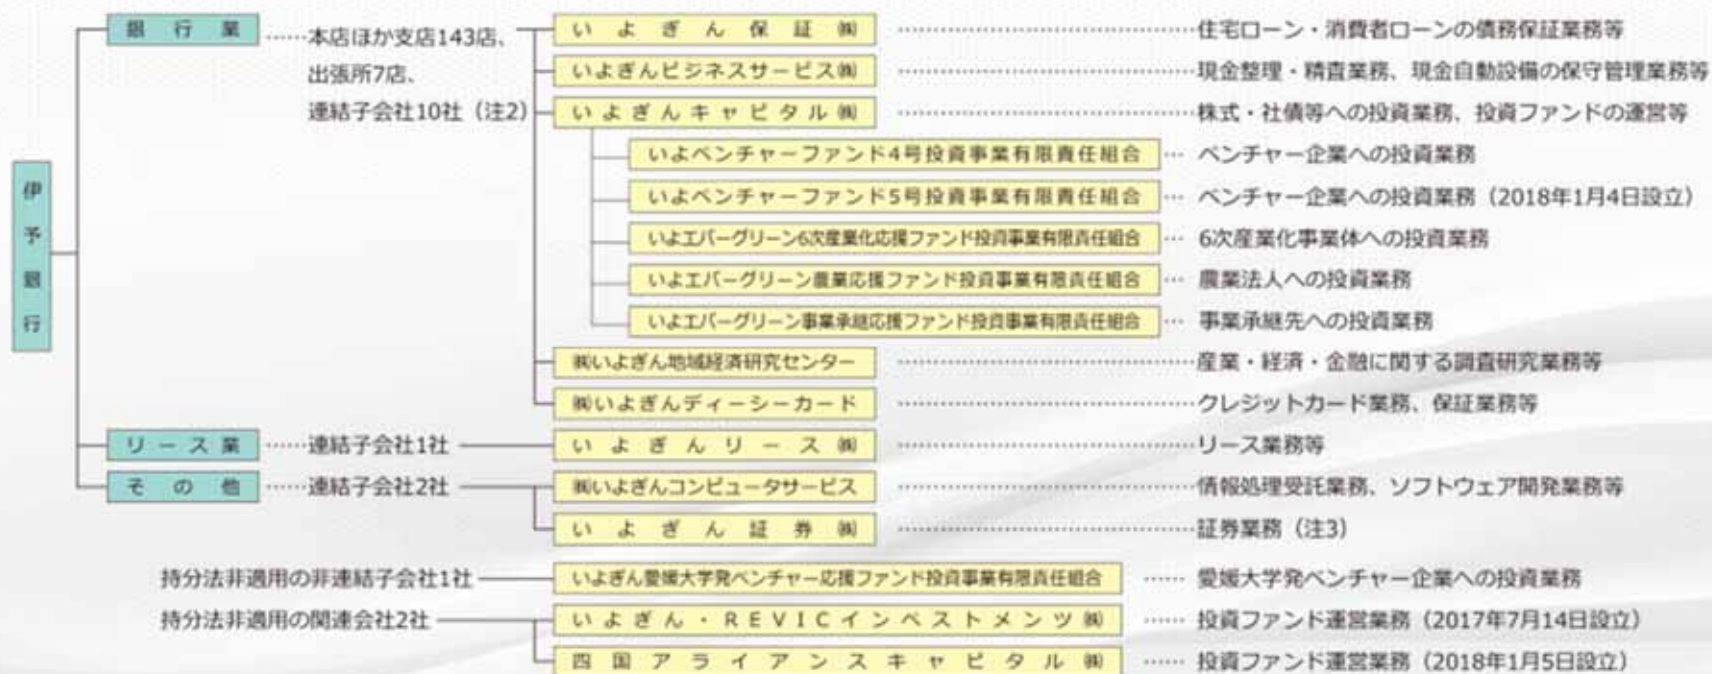 伊予銀行
銀行業 ……本店ほか支店143店、
出張所7店、
連結子会社10社（注2）
いよぎん保証㈱ ……………… 住宅ローン・消費者ローンの債務保証業務等
いよぎんビジネスサービス㈱ ……………… 現金整理・精査業務、現金自動設備の保守管理業務等
いよぎんキャピタル㈱ ……………… 株式・社債等への投資業務、投資ファンドの運営等
いよベンチャーファンド4号投資事業有限責任組合 … ベンチャー企業への投資業務
いよベンチャーファンド5号投資事業有限責任組合 … ベンチャー企業への投資業務（2018年1月4日設立）
いよエバーグリーン6次産業化応援ファンド投資事業有限責任組合 … 6次産業化事業体への投資業務
いよエバーグリーン農業応援ファンド投資事業有限責任組合 … 農業法人への投資業務
いよエバーグリーン事業承継応援ファンド投資事業有限責任組合 … 事業承継先への投資業務
㈱いよぎん地域経済研究センター ……………… 産業・経済・金融に関する調査研究業務等
㈱いよぎんディーシーカード ……………… クレジットカード業務、保証業務等
リース業 ……連結子会社1社 いよぎんリース㈱ ……………… リース業務等
その他 ……連結子会社2社 ㈱いよぎんコンピュータサービス ……………… 情報処理受託業務、ソフトウェア開発業務等
いよぎん証券㈱ ……………… 証券業務（注3）
持分法非適用の非連結子会社1社 いよぎん愛媛大学発ベンチャー応援ファンド投資事業有限責任組合 …… 愛媛大学発ベンチャー企業への投資業務
持分法非適用の関連会社2社 いよぎん・REVICインベストメンツ㈱ …… 投資ファンド運営業務（2017年7月14日設立）
四国アライアンスキャピタル㈱ …… 投資ファンド運営業務（2018年1月5日設立）